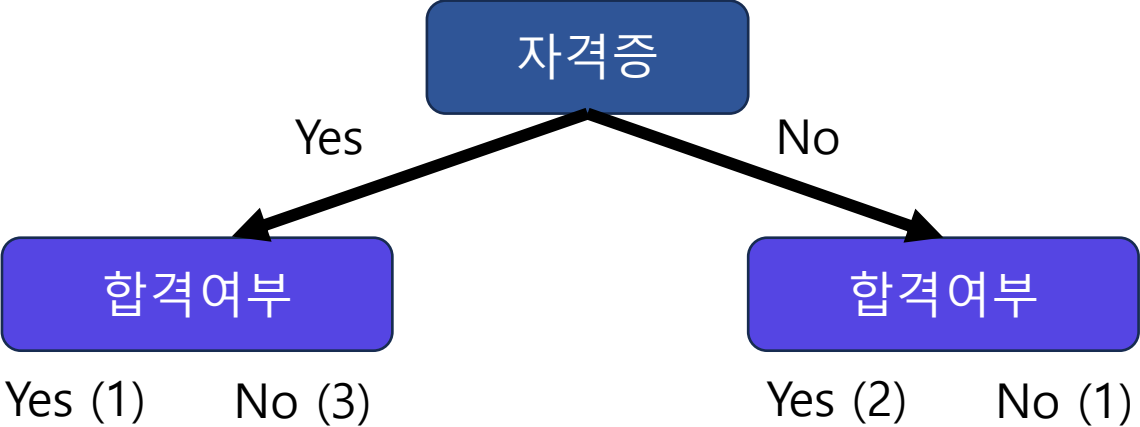 자격증
Yes
No
합격여부
합격여부
Yes (1)
No (3)
Yes (2)
No (1)